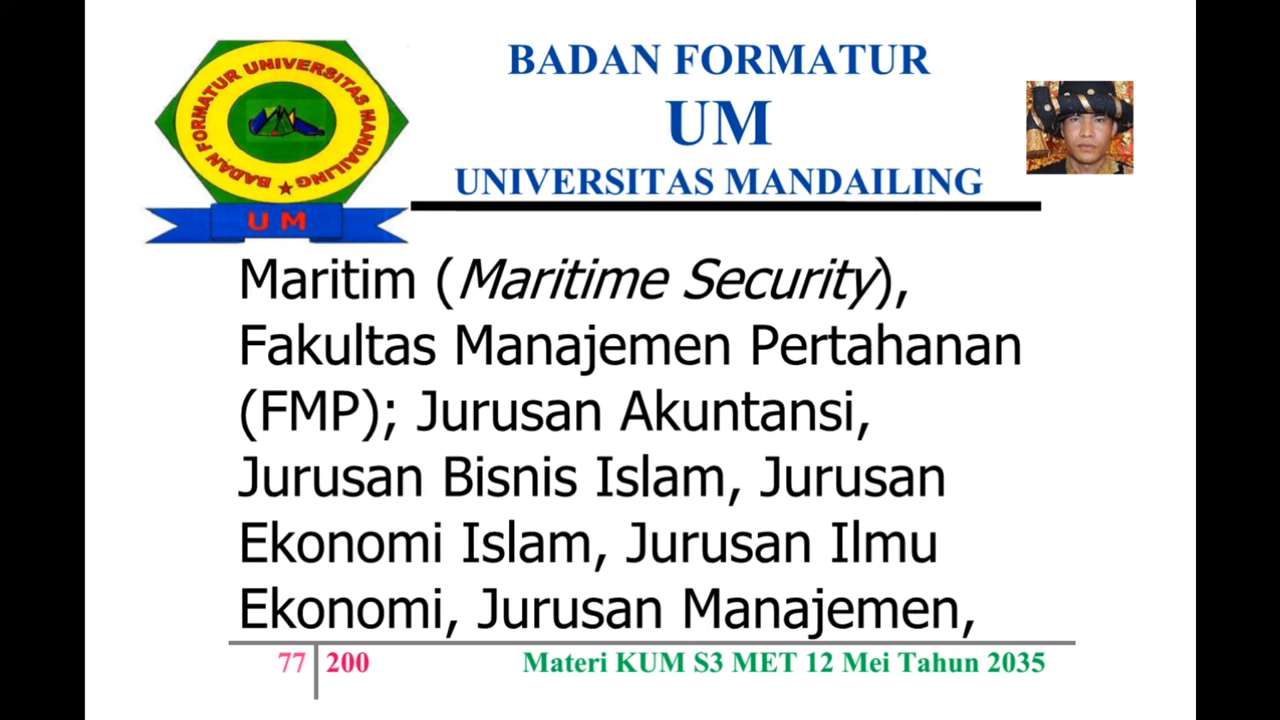 BADAN FORMATUR UNIVERSITAS MANDAILING
BADAN FORMATUR
UM
UNIVERSITAS MANDAILING
U M
Maritim (Maritime Security),
Fakultas Manajemen Pertahanan
(FMP); Jurusan Akuntansi,
Jurusan Bisnis Islam, Jurusan
Ekonomi Islam, Jurusan Ilmu
Ekonomi, Jurusan Manajemen,
77 200 Materi KUM S3 MET 12 Mei Tahun 2035